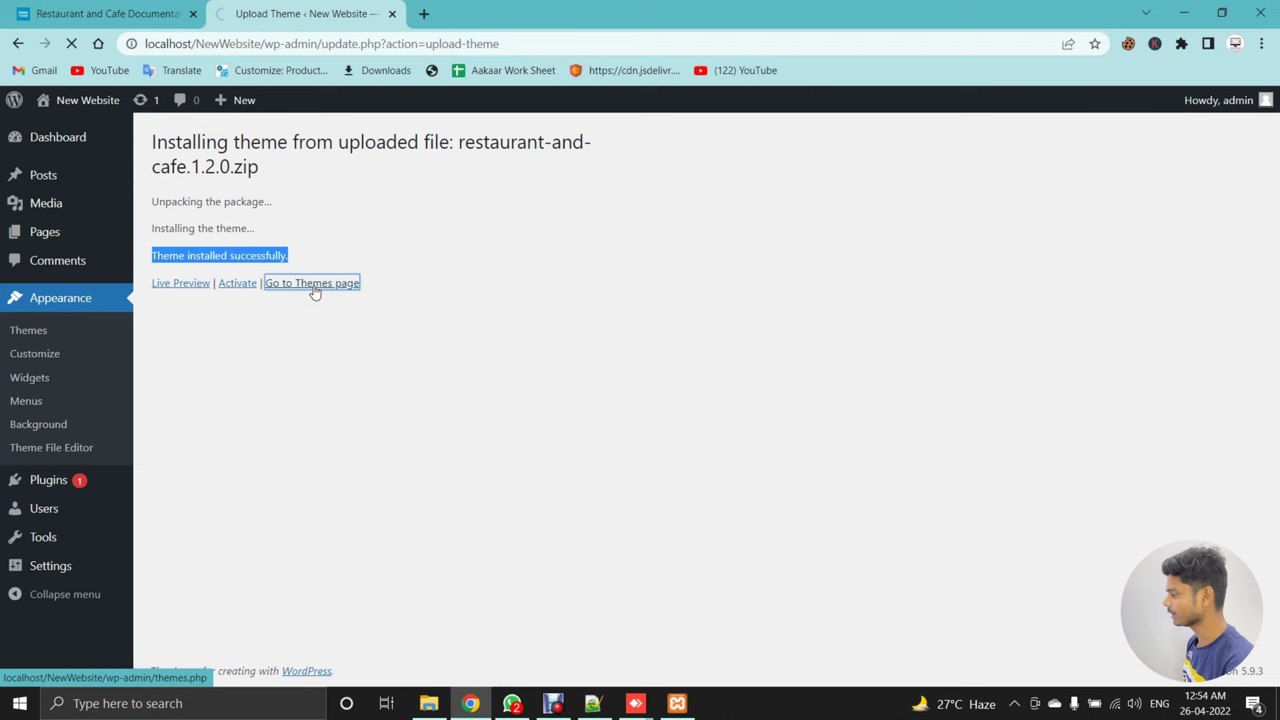 Restaurant and Cafe Documenta
Upload Theme ‹ New Website —
localhost/NewWebsite/wp-admin/update.php?action=upload-theme
Gmail
YouTube
Translate
Customize: Product...
Downloads
Aakaar Work Sheet
https://cdn.jsdelivr....
(122) YouTube
New Website
1
0
New
Howdy, admin
Dashboard
Posts
Media
Pages
Comments
Appearance
Themes
Customize
Widgets
Menus
Background
Theme File Editor
Plugins 1
Users
Tools
Settings
Collapse menu
Installing theme from uploaded file: restaurant-and-
cafe.1.2.0.zip
Unpacking the package...
Installing the theme...
Theme installed successfully.
Live Preview | Activate | Go to Themes page
creating with WordPress.
5.9.3
localhost/NewWebsite/wp-admin/themes.php
Type here to search
2
27°C Haze
ENG
12:54 AM
26-04-2022
4